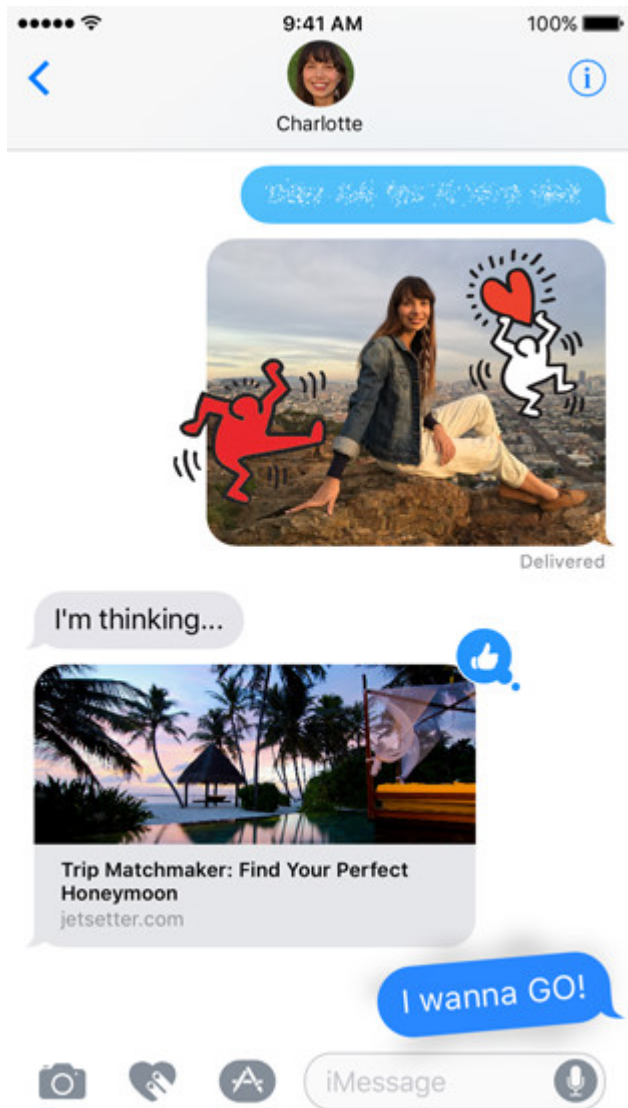 9:41 AM
100%
Charlotte
Delivered
I'm thinking...
Trip Matchmaker: Find Your Perfect
Honeymoon
jetsetter.com
I wanna GO!
iMessage